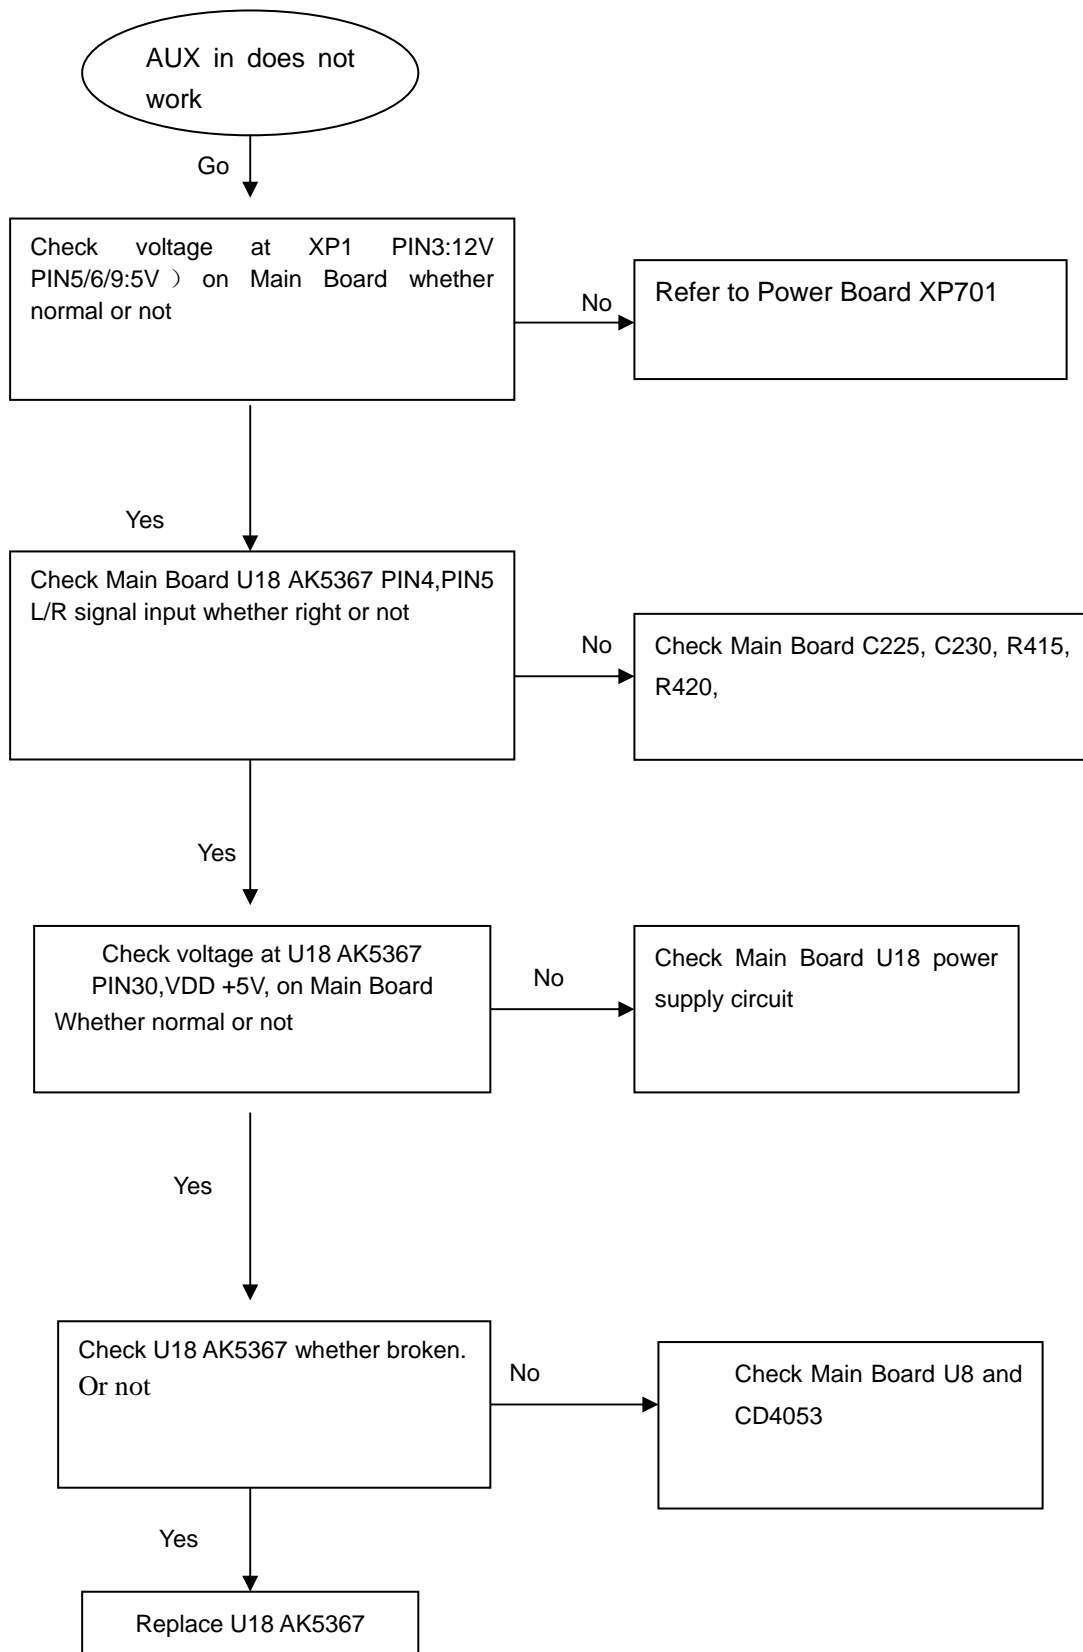 AUX in does not
work
Go
Check voltage at XP1 PIN3:12V
PIN5/6/9:5V ） on Main Board whether
normal or not
No
Refer to Power Board XP701
Yes
Check Main Board U18 AK5367 PIN4,PIN5
L/R signal input whether right or not
No
Check Main Board C225, C230, R415,
R420,
Yes
Check voltage at U18 AK5367
PIN30,VDD +5V, on Main Board
Whether normal or not
No
Check Main Board U18 power
supply circuit
Yes
Check U18 AK5367 whether broken.
Or not
No
Check Main Board U8 and
CD4053
Yes
Replace U18 AK5367